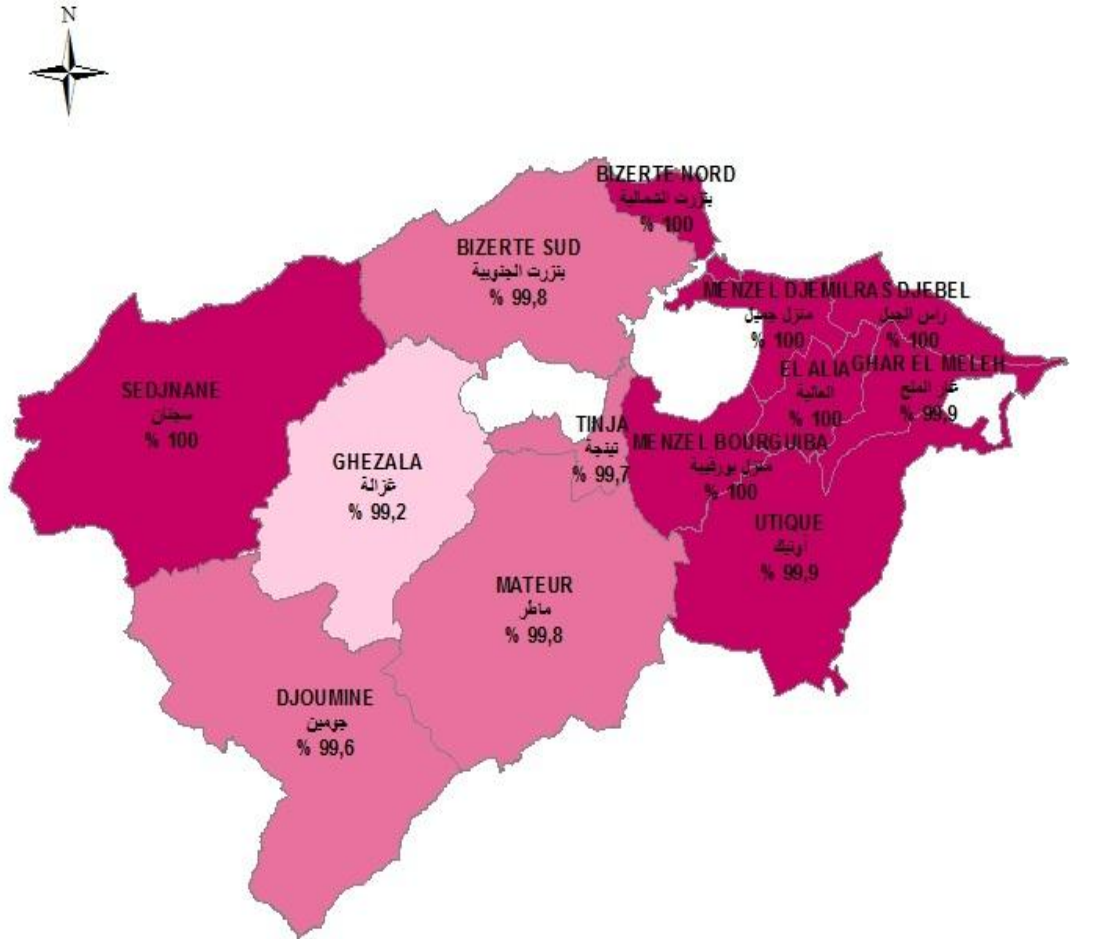 N
BIZERTE NORD
بنزرت الشمالية
% 100
BIZERTE SUD
بنزرت الجنوبية
% 99,8
MENZEL DJEMIL
منزل جميل
% 100
RAS DJEBEL
راس الجبل
% 100
EL ALIA
العالية
% 100
GHAR EL MELEH
غار الملح
% 99,9
SEDJNANE
سجنان
% 100
TINJA
تينجة
% 99,7
MENZEL BOURGUIBA
منزل بورقيبة
% 100
GHEZALA
غزالة
% 99,2
UTIQUE
أوتيك
% 99,9
MATEUR
ماطر
% 99,8
DJOUMINE
جومين
% 99,6